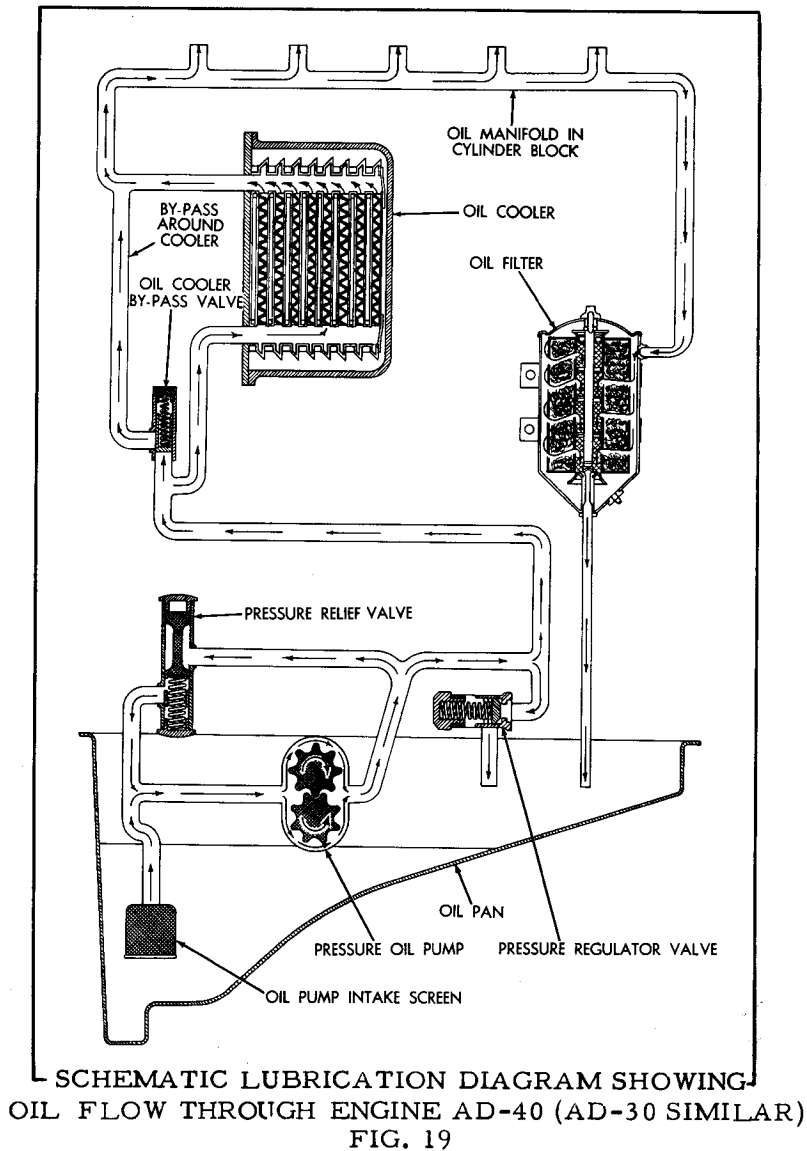 OIL MANIFOLD IN
CYLINDER BLOCK
BY-PASS
AROUND
COOLER
OIL COOLER
OIL COOLER
BY-PASS VALVE
OIL FILTER
PRESSURE RELIEF VALVE
OIL PAN
PRESSURE OIL PUMP
PRESSURE REGULATOR VALVE
OIL PUMP INTAKE SCREEN
SCHEMATIC LUBRICATION DIAGRAM SHOWING
OIL FLOW THROUGH ENGINE AD-40 (AD-30 SIMILAR)
FIG. 19